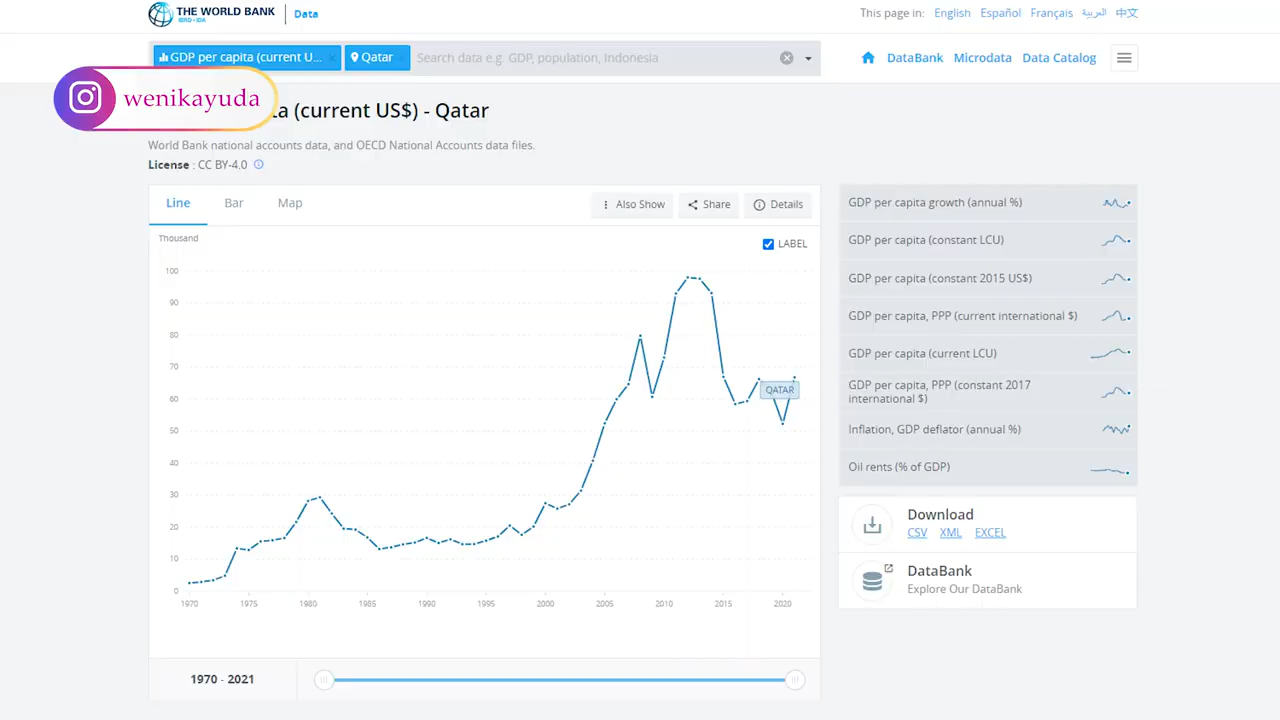 THE WORLD BANK
IBRD • IDA
Data
This page in: English Español Français العربية 中文
GDP per capita (current U...
Qatar
Search data e.g. GDP, population, Indonesia
DataBank Microdata Data Catalog
wenikayuda
(current US$) - Qatar
World Bank national accounts data, and OECD National Accounts data files.
License : CC BY-4.0
Line Bar Map
Also Show Share Details
Thousand
LABEL
100
90
80
70
60
50
40
30
20
10
0
QATAR
1970 1975 1980 1985 1990 1995 2000 2005 2010 2015 2020
1970 - 2021
GDP per capita growth (annual %)
GDP per capita (constant LCU)
GDP per capita (constant 2015 US$)
GDP per capita, PPP (current international $)
GDP per capita (current LCU)
GDP per capita, PPP (constant 2017
international $)
Inflation, GDP deflator (annual %)
Oil rents (% of GDP)
Download
CSV XML EXCEL
DataBank
Explore Our DataBank